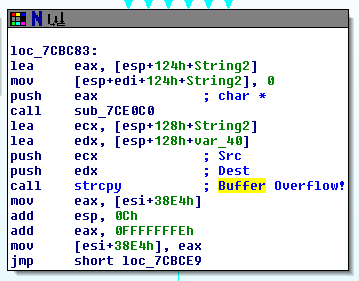 N
loc_7CBC83:
lea     eax, [esp+124h+String2]
mov     [esp+edi+124h+String2], 0
push    eax             ; char *
call    sub_7CE0C0
lea     ecx, [esp+128h+String2]
lea     edx, [esp+128h+var_40]
push    ecx             ; Src
push    edx             ; Dest
call    strcpy          ; Buffer Overflow!
mov     eax, [esi+38E4h]
add     esp, 0Ch
add     eax, 0FFFFFFFEh
mov     [esi+38E4h], eax
jmp     short loc_7CBCE9